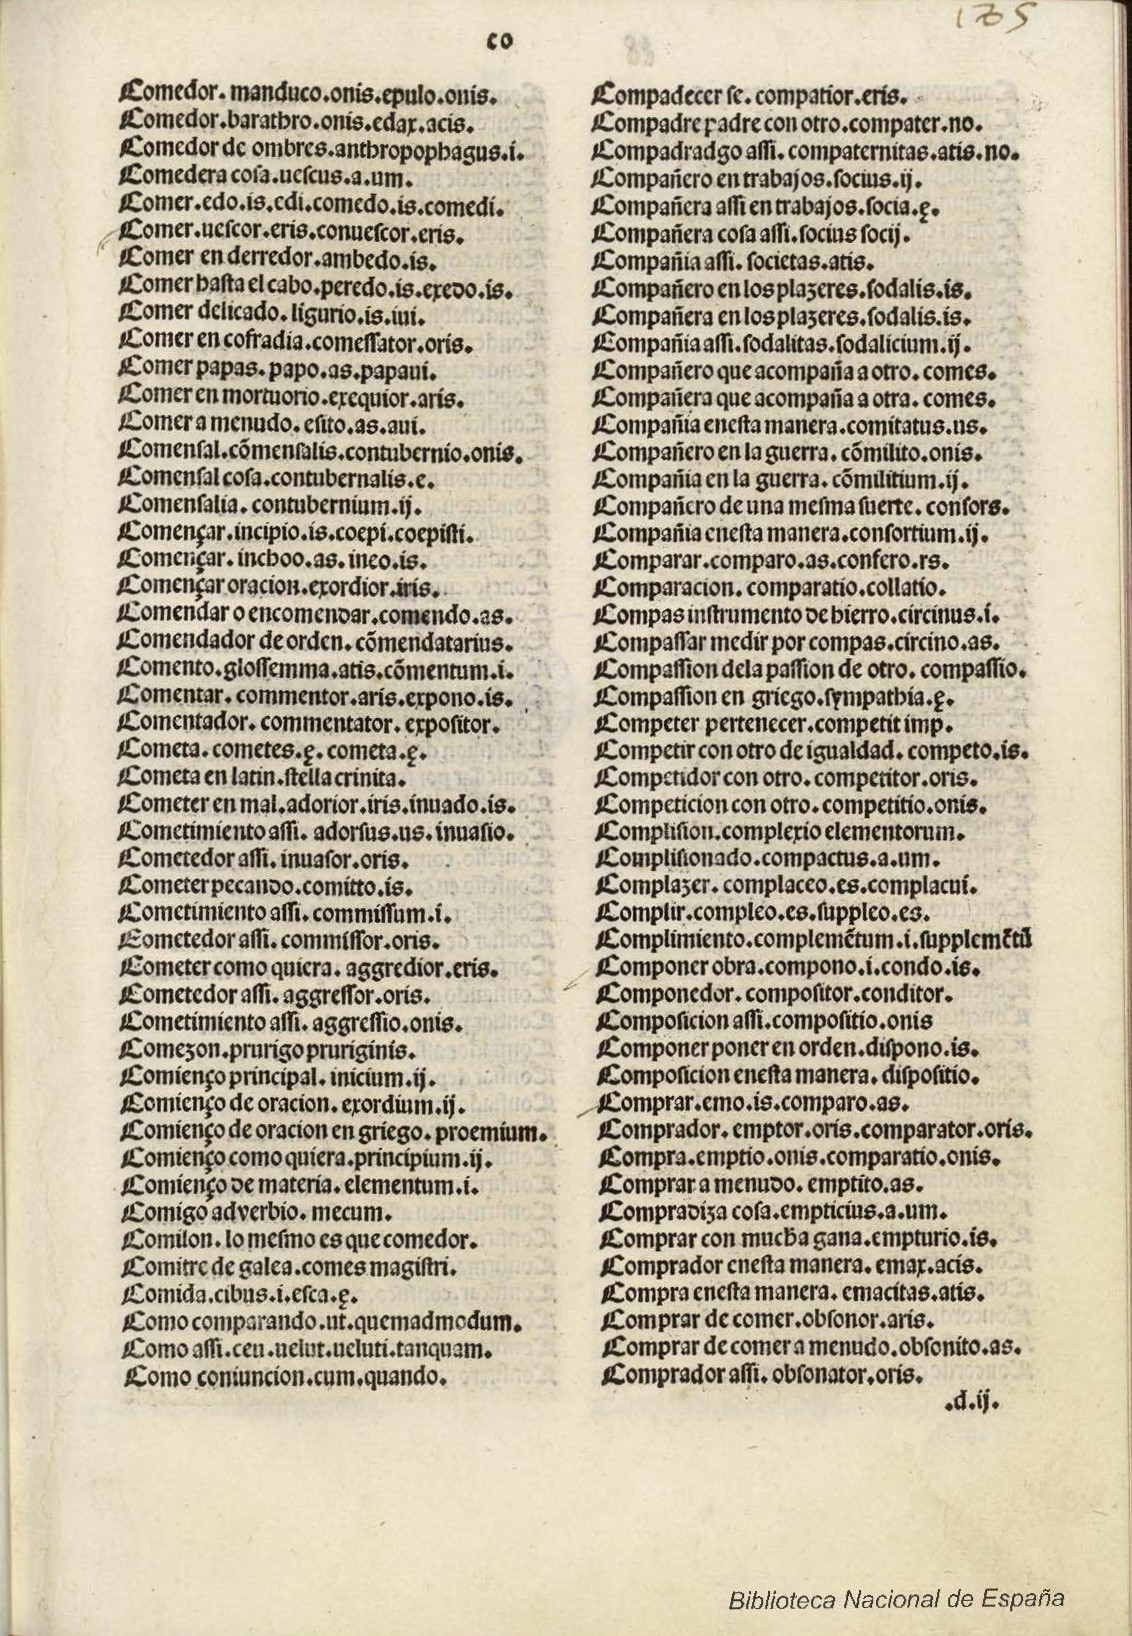 co
175
Comedor. manduco.onis.epulo.onis.
Comedor.barathro.onis.edax.acis.
Comedor de ombres.anthropophagus.i.
Comedera cosa.uescus.a.um.
Comer.edo.is.edi.comedo.is.comedi.
Comer.uescor.eris.conuescor.eris.
Comer en derredor.ambedo.is.
Comer hasta el cabo.peredo.is.exedo.is.
Comer delicado.ligurio.is.iui.
Comer en cofradia.comessator.oris.
Comer papas.papo.as.papaui.
Comer en mortuorio.exequior.aris.
Comer a menudo.esito.as.aui.
Comensal.cõmensalis.contubernio.onis.
Comensal cosa.contubernalis.e.
Comensalia.contubernium.ij.
Començar.incipio.is.coepi.coepisti.
Començar.inchoo.as.ineo.is.
Començar oracion.exordior.iris.
Comendar o encomendar.comendo.as.
Comendador de orden.cõmendatarius.
Comento.glossemma.atis.cõmentum.i.
Comentar.commentor.aris.expono.is.
Comentador.commentator.expositor.
Cometa.cometes.ę.cometa.ę.
Cometa en latin.stella crinita.
Cometer en mal.adorior.iris.inuado.is.
Cometimiento assi.adorsus.us.inuasio.
Cometedor assi.inuasor.oris.
Cometer pecando.comitto.is.
Cometimiento assi.commissum.i.
Cometedor assi.commissor.oris.
Cometer como quiera.aggredior.eris.
Cometedor assi.aggressor.oris.
Cometimiento assi.aggressio.onis.
Comezon.prurigo pruriginis.
Comienço principal.inicium.ij.
Comienço de oracion.exordium.ij.
Comienço de oracion en griego.proemium.
Comienço como quiera.principium.ij.
Comienço de materia.elementum.i.
Comigo adverbio.mecum.
Comilon.lo mesmo es que comedor.
Comitre de galea.comes magistri.
Comida.cibus.i.esca.ę.
Como comparando.ut.quemadmodum.
Como assi.ceu.uelut.ueluti.tanquam.
Como coniuncion.cum.quando.
Compadecer se.compatior.eris.
Compadre padre con otro.compater.no.
Compadradgo assi.compaternitas.atis.no.
Compañero en trabajos.socius.ij.
Compañera assi en trabajos.socia.ę.
Compañera cosa assi.socius socij.
Compañia assi.societas.atis.
Compañero en los plazeres.sodalis.is.
Compañera en los plazeres.sodalis.is.
Compañia assi.sodalitas.sodalicium.ij.
Compañero que acompaña a otro.comes.
Compañera que acompaña a otra.comes.
Compañia enesta manera.comitatus.us.
Compañero en la guerra.cõmilito.onis.
Compañia en la guerra.cõmilitium.ij.
Compañero de una mesma suerte.consors.
Compañia enesta manera.consortium.ij.
Comparar.comparo.as.confero.rs.
Comparacion.comparatio.collatio.
Compas instrumento de hierro.circinus.i.
Compassar medir por compas.circino.as.
Compassion dela passion de otro.compassio.
Compassion en griego.sympathia.ę.
Competer pertenecer.competit imp.
Competir con otro de igualdad.competo.is.
Competidor con otro.competitor.oris.
Competicion con otro.competitio.onis.
Complision.complexio elementorum.
Complisionado.compactus.a.um.
Complazer.complaceo.es.complacui.
Complir.compleo.es.suppleo.es.
Complimiento.complemẽtum.i.supplemẽtũ
Componer obra.compono.i.condo.is.
Componedor.compositor.conditor.
Composicion assi.compositio.onis
Componer poner en orden.dispono.is.
Composicion enesta manera.dispositio.
Comprar.emo.is.comparo.as.
Comprador.emptor.oris.comparator.oris.
Compra.emptio.onis.comparatio.onis.
Comprar a menudo.emptito.as.
Compradiza cosa.empticius.a.um.
Comprar con mucha gana.empturio.is.
Comprador enesta manera.emax.acis.
Compra enesta manera.emacitas.atis.
Comprar de comer.obsonor.aris.
Comprar de comer a menudo.obsonito.as.
Comprador assi.obsonator.oris.
.d.ij.
Biblioteca Nacional de España